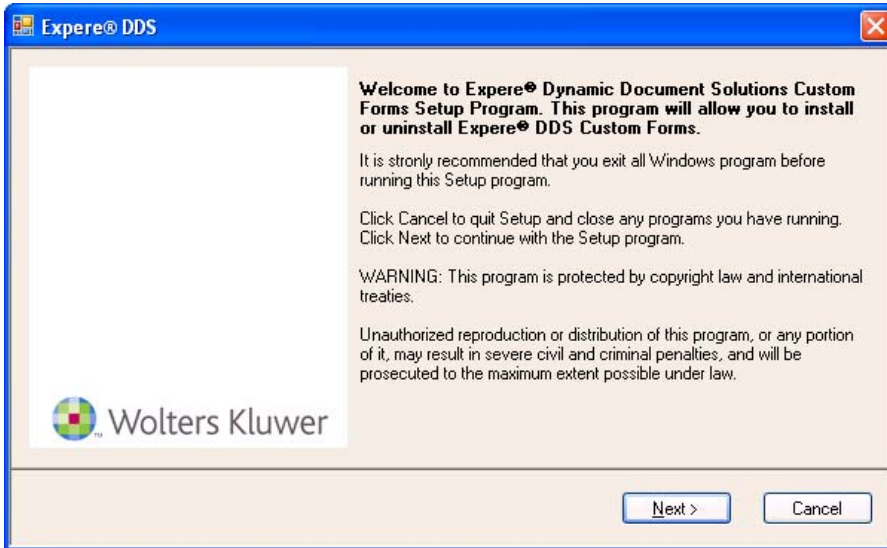 Expere® DDS
Welcome to Expere® Dynamic Document Solutions Custom
Forms Setup Program. This program will allow you to install
or uninstall Expere® DDS Custom Forms.
It is stronly recommended that you exit all Windows program before
running this Setup program.
Click Cancel to quit Setup and close any programs you have running.
Click Next to continue with the Setup program.
WARNING: This program is protected by copyright law and international
treaties.
Unauthorized reproduction or distribution of this program, or any portion
of it, may result in severe civil and criminal penalties, and will be
prosecuted to the maximum extent possible under law.
Wolters Kluwer
Next >
Cancel